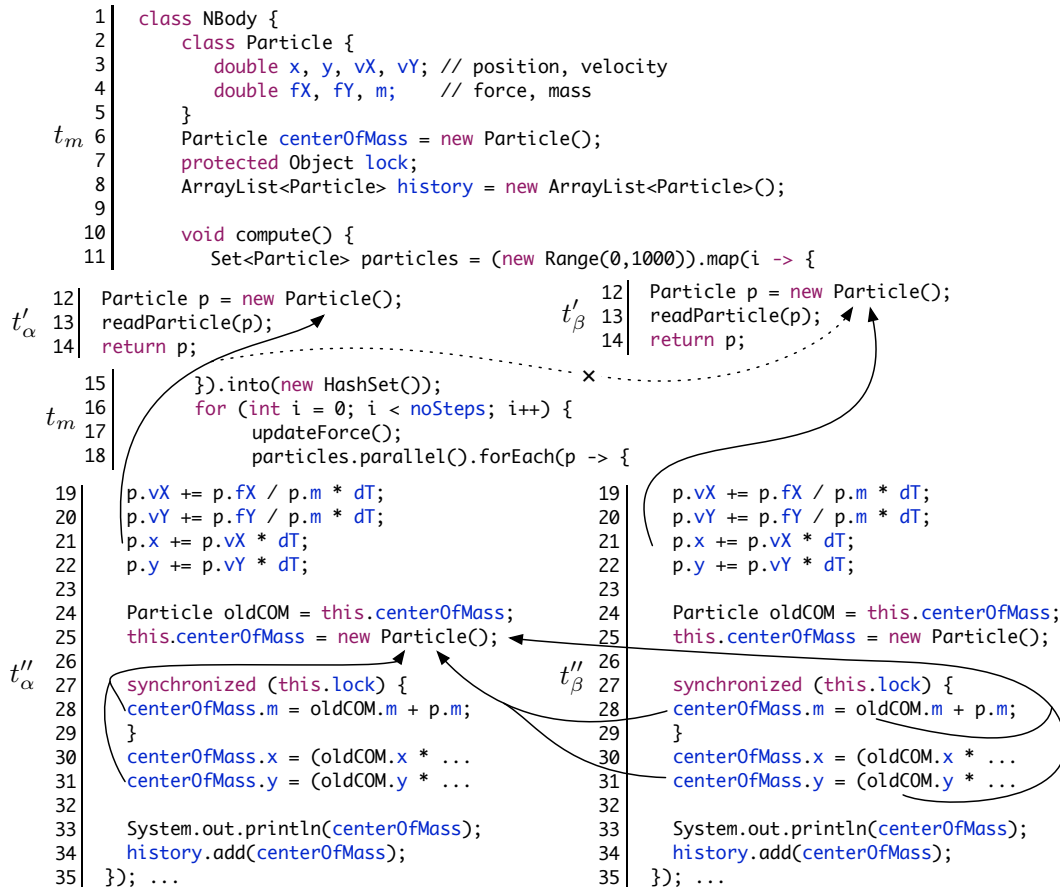 1 class NBody {
2 class Particle {
3 double x, y, vX, vY; // position, velocity
4 double fX, fY, m; // force, mass
5 }
t_m 6 Particle centerOfMass = new Particle();
7 protected Object lock;
8 ArrayList<Particle> history = new ArrayList<Particle>();
9
10 void compute() {
11 Set<Particle> particles = (new Range(0,1000)).map(i -> {
12 Particle p = new Particle();
t′α 13 readParticle(p);
14 return p;
12 Particle p = new Particle();
t′β 13 readParticle(p);
14 return p;
×
15 }).into(new HashSet());
16 for (int i = 0; i < noSteps; i++) {
t_m 17 updateForce();
18 particles.parallel().forEach(p -> {
19 p.vX += p.fX / p.m * dT;
20 p.vY += p.fY / p.m * dT;
21 p.x += p.vX * dT;
22 p.y += p.vY * dT;
23
24 Particle oldCOM = this.centerOfMass;
25 this.centerOfMass = new Particle();
26
t″α 27 synchronized (this.lock) {
28 centerOfMass.m = oldCOM.m + p.m;
29 }
30 centerOfMass.x = (oldCOM.x * ...
31 centerOfMass.y = (oldCOM.y * ...
32
33 System.out.println(centerOfMass);
34 history.add(centerOfMass);
35 }); ...
19 p.vX += p.fX / p.m * dT;
20 p.vY += p.fY / p.m * dT;
21 p.x += p.vX * dT;
22 p.y += p.vY * dT;
23
24 Particle oldCOM = this.centerOfMass;
25 this.centerOfMass = new Particle();
26
t″β 27 synchronized (this.lock) {
28 centerOfMass.m = oldCOM.m + p.m;
29 }
30 centerOfMass.x = (oldCOM.x * ...
31 centerOfMass.y = (oldCOM.y * ...
32
33 System.out.println(centerOfMass);
34 history.add(centerOfMass);
35 }); ...